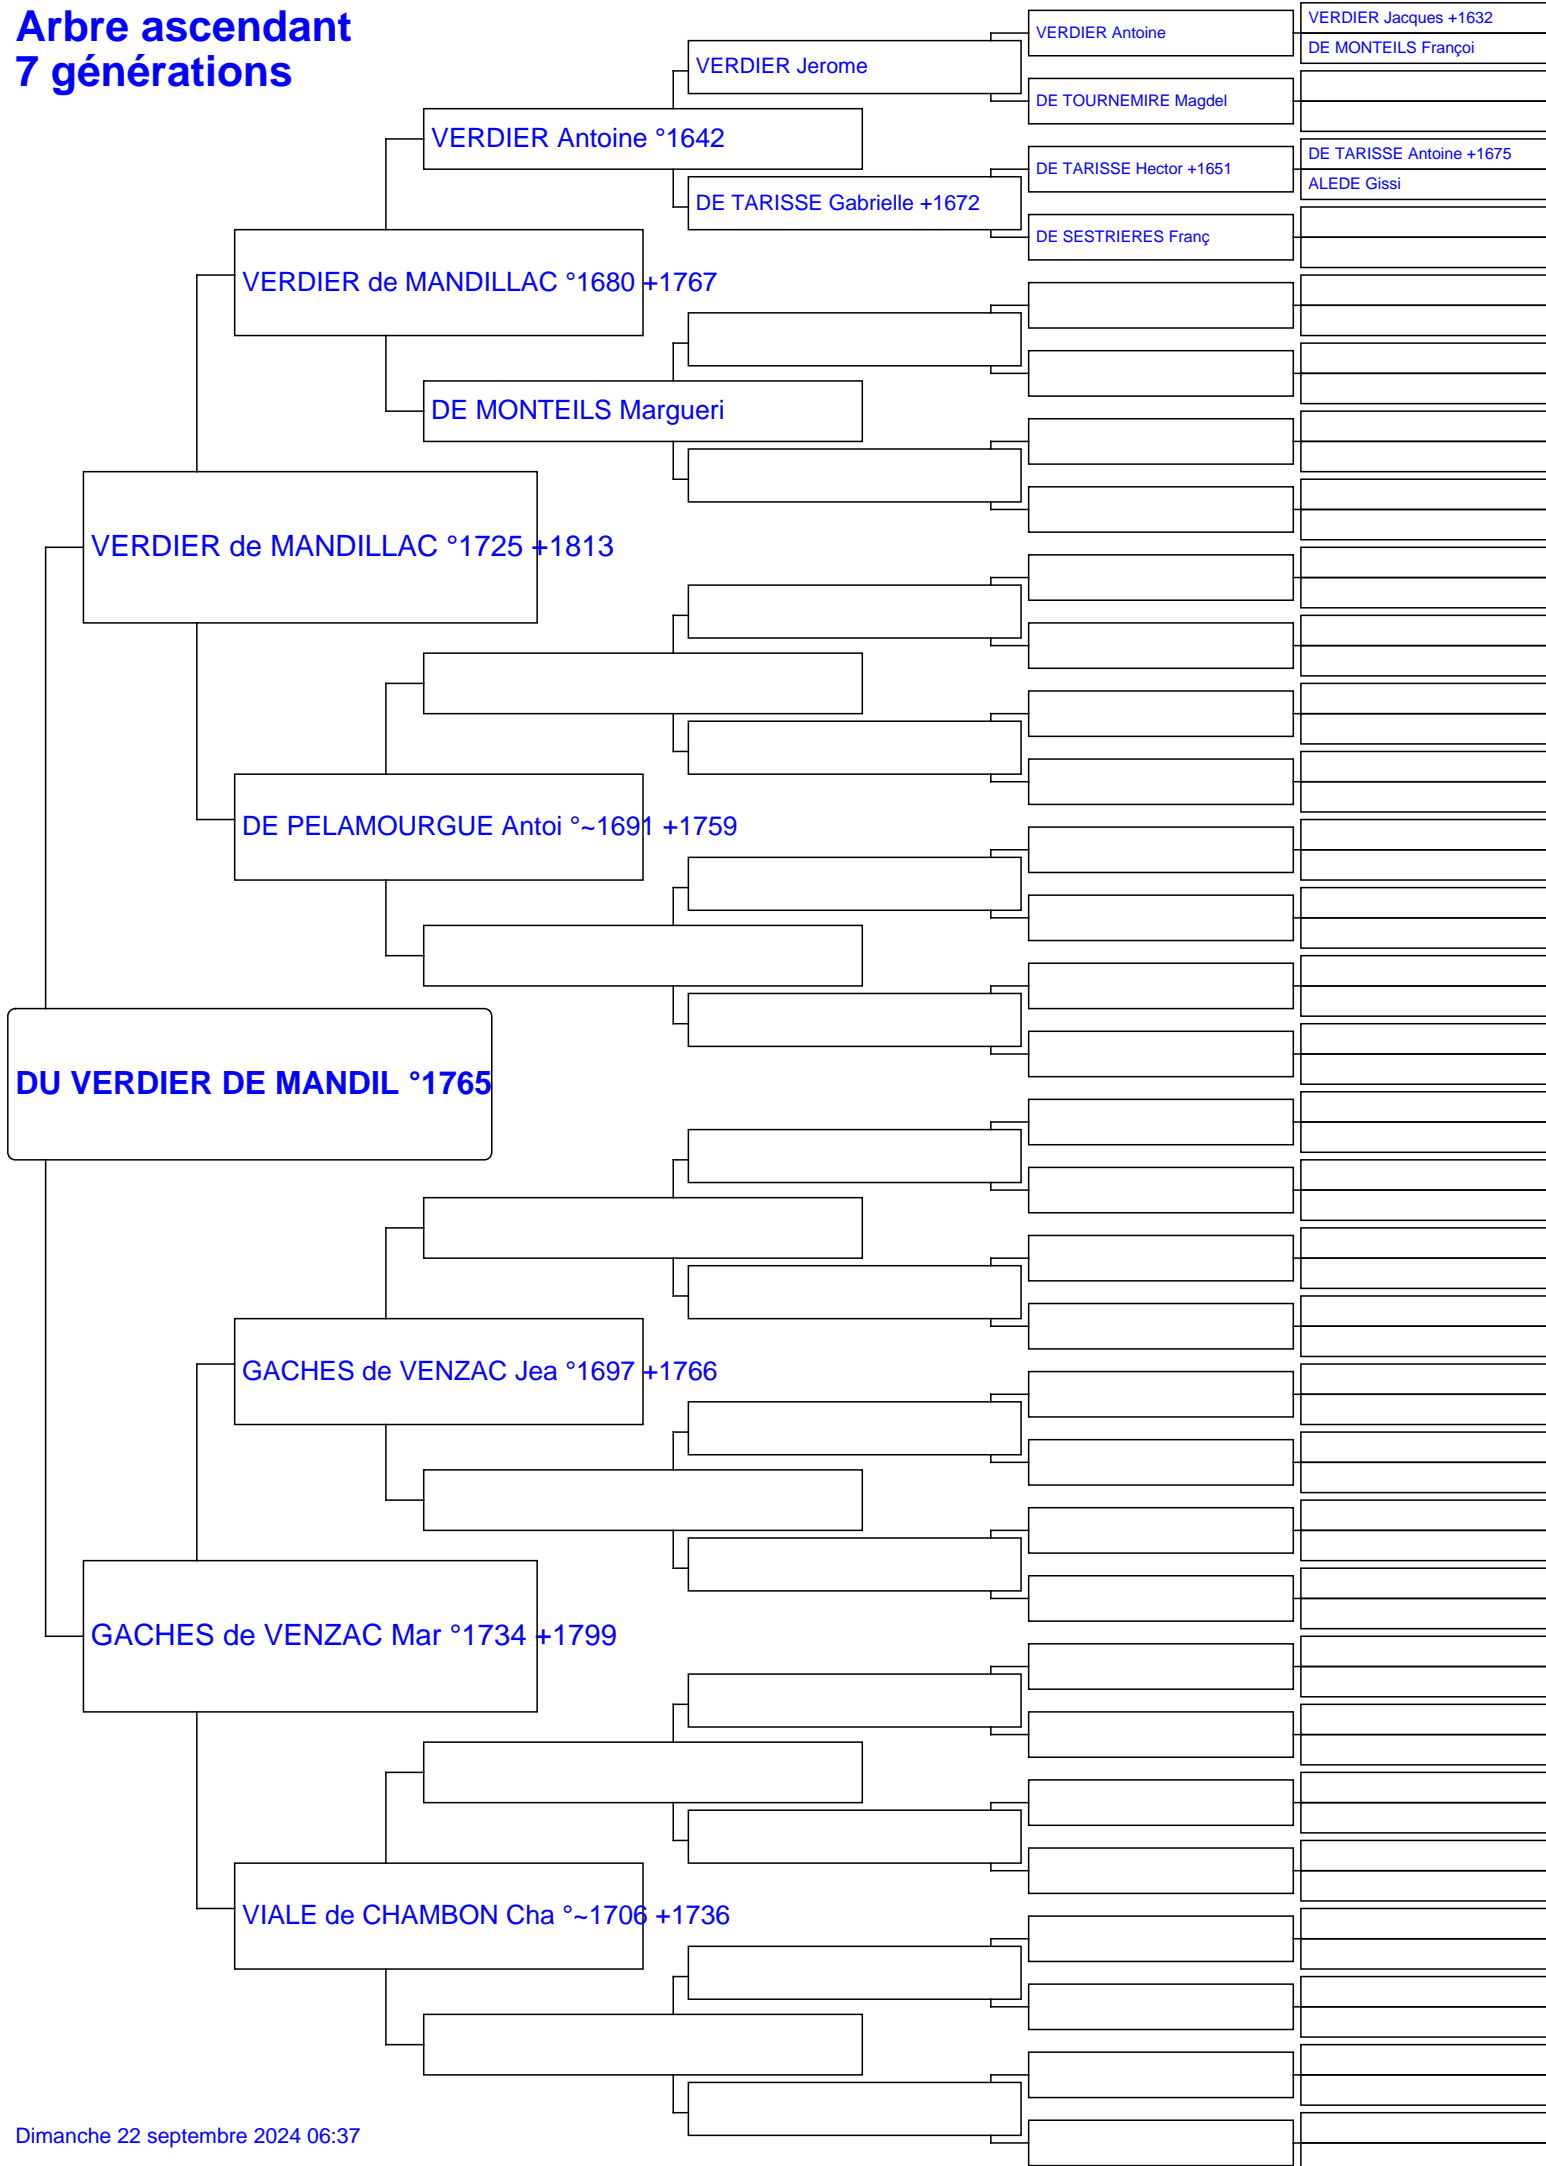 Arbre ascendant
7 générations
VERDIER Jacques +1632
VERDIER Antoine
DE MONTEILS Françoi
VERDIER Jerome
DE TOURNEMIRE Magdel
VERDIER Antoine °1642
DE TARISSE Antoine +1675
DE TARISSE Hector +1651
ALEDE Gissi
DE TARISSE Gabrielle +1672
DE SESTRIERES Franç
VERDIER de MANDILLAC °1680 +1767
DE MONTEILS Margueri
VERDIER de MANDILLAC °1725 +1813
DE PELAMOURGUE Antoi °~1691 +1759
DU VERDIER DE MANDIL °1765
GACHES de VENZAC Jea °1697 +1766
GACHES de VENZAC Mar °1734 +1799
VIALE de CHAMBON Cha °~1706 +1736
Dimanche 22 septembre 2024 06:37